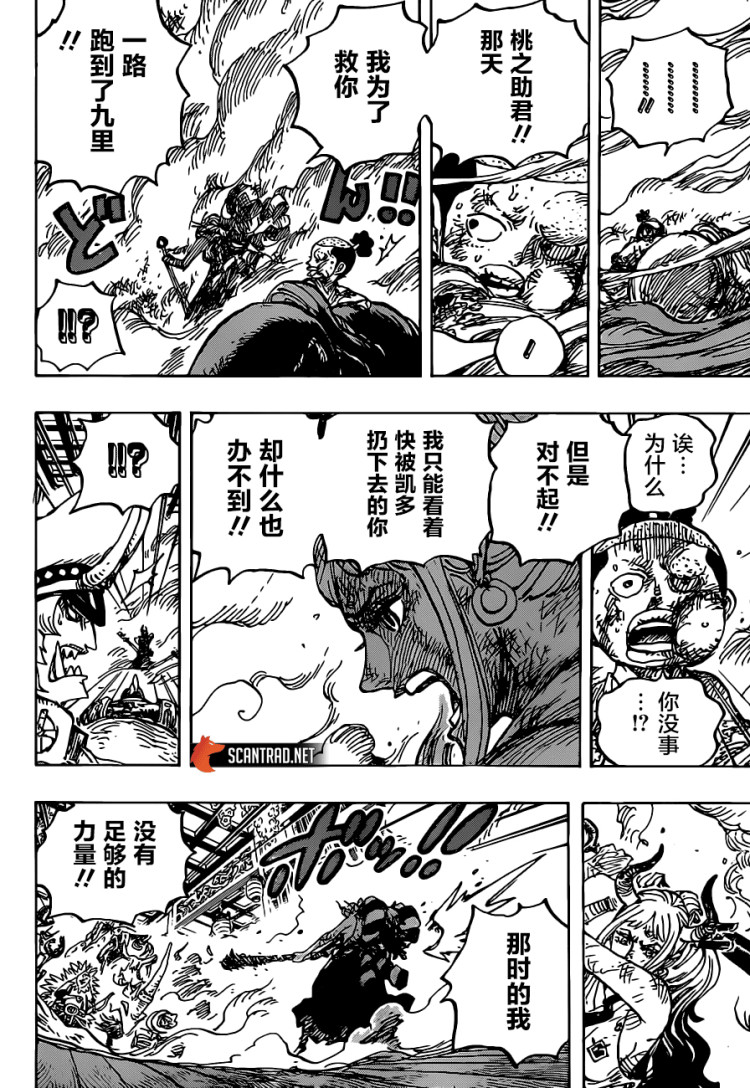 ………
………
………!!
桃之助君!!
那天
!
我为了
救你
一路
跑到了九里
!!
ん!!
ど
!!?
诶…
为什么
你没事
…!?
但是
对不起!!
我只能看着
快被凯多
扔下去的你
却什么也
办不到!!
SCANTRAD.NET
!!?
那时的我
ボッ!!
没有
足够的
力量!!